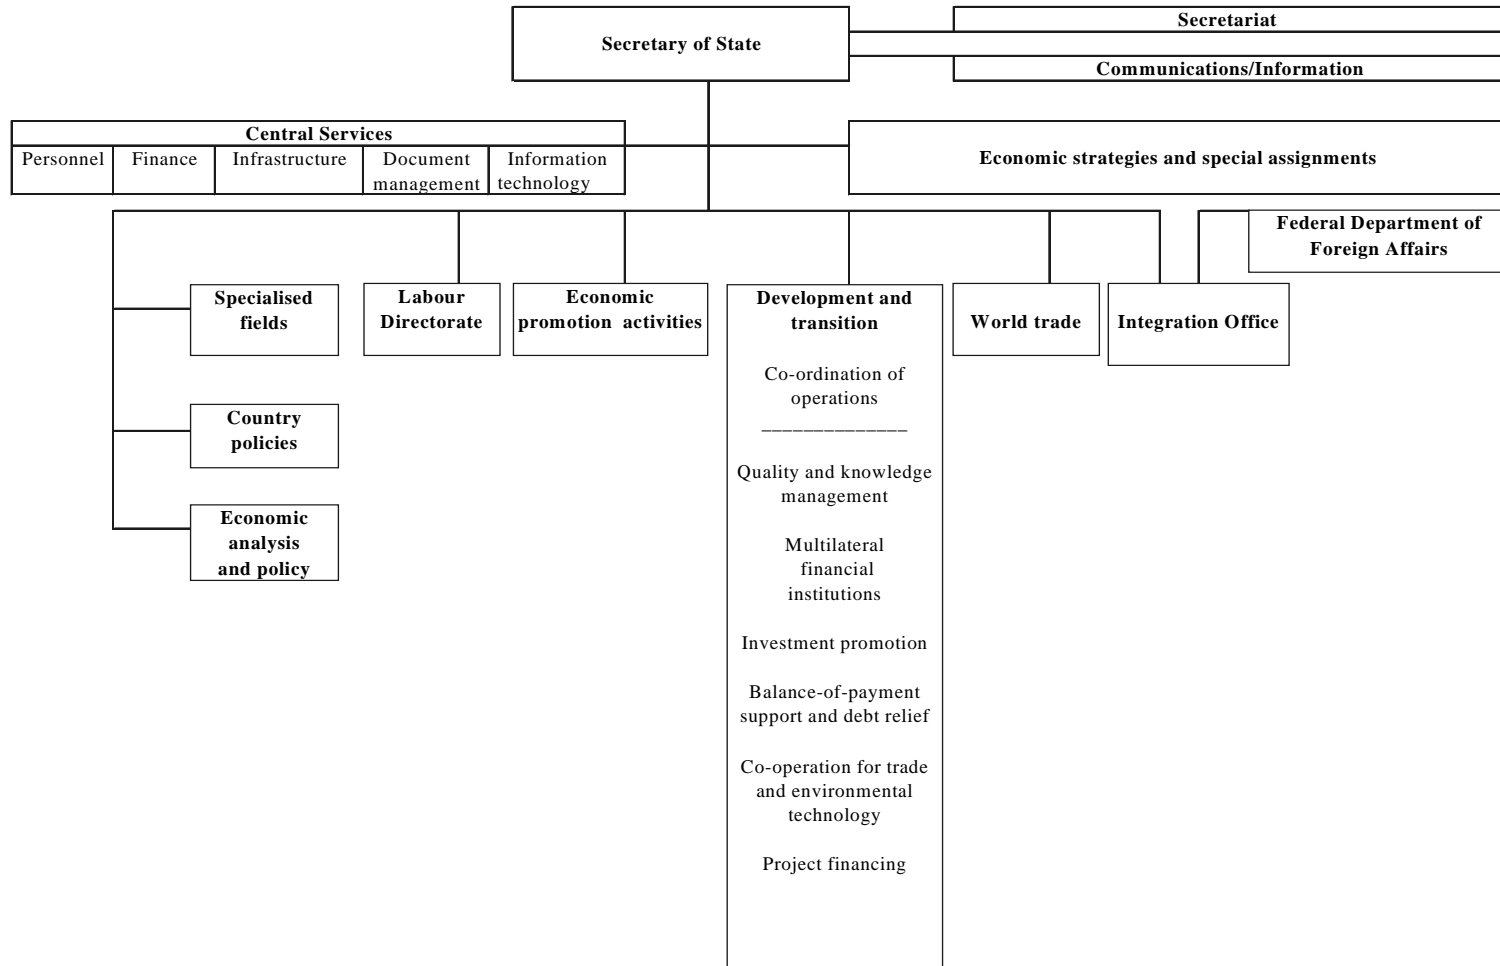 Secretariat
Secretary of State
Communications/Information
Central Services
Personnel
Finance
Infrastructure
Document
management
Information
technology
Economic strategies and special assignments
Federal Department of
Foreign Affairs
Specialised
fields
Labour
Directorate
Economic
promotion activities
Development and
transition
Co-ordination of
operations
______________
Quality and knowledge
management
Multilateral
financial
institutions
Investment promotion
Balance-of-payment
support and debt relief
Co-operation for trade
and environmental
technology
Project financing
World trade
Integration Office
Country
policies
Economic
analysis
and policy